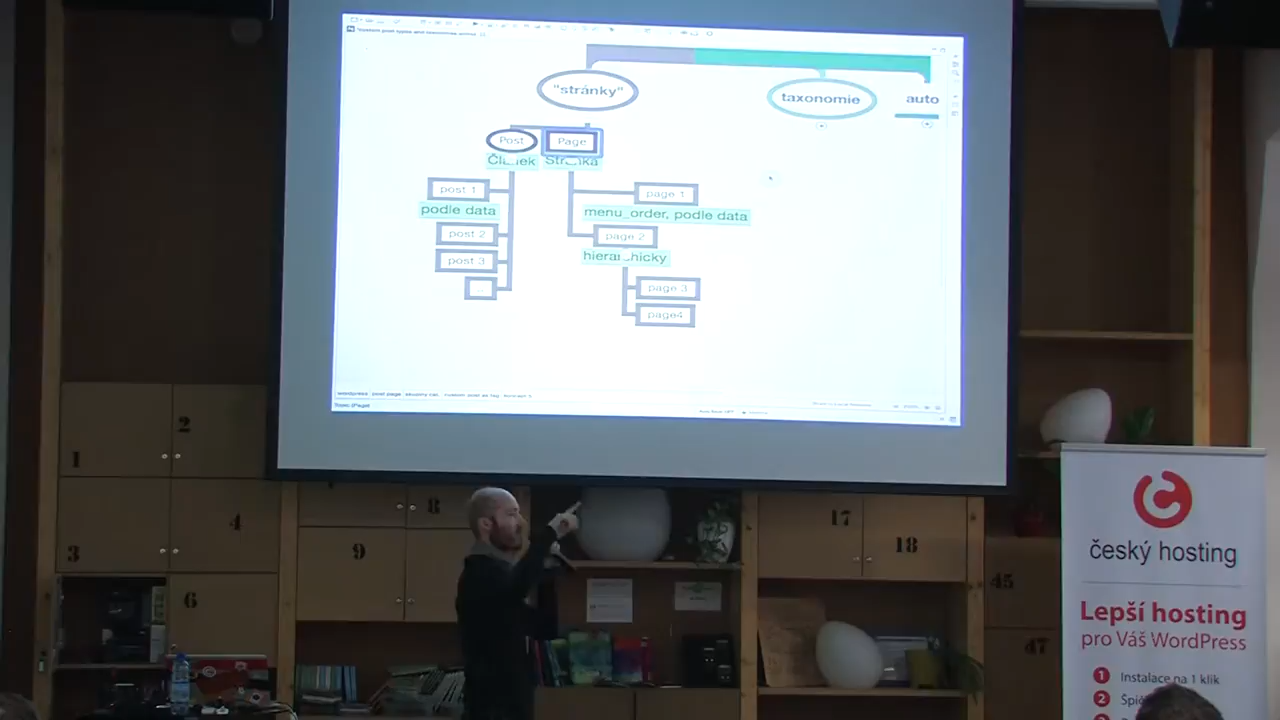 "stránky"
taxonomie
auto
Post
Page
Článek
Stránka
post 1
page 1
podle data
menu_order, podle data
post 2
page 2
post 3
hierarchicky
...
page 3
page4
1
2
3
4
6
8
9
17
18
45
47
český hosting
Lepší hosting
pro Váš WordPress
1 Instalace na 1 klik
2